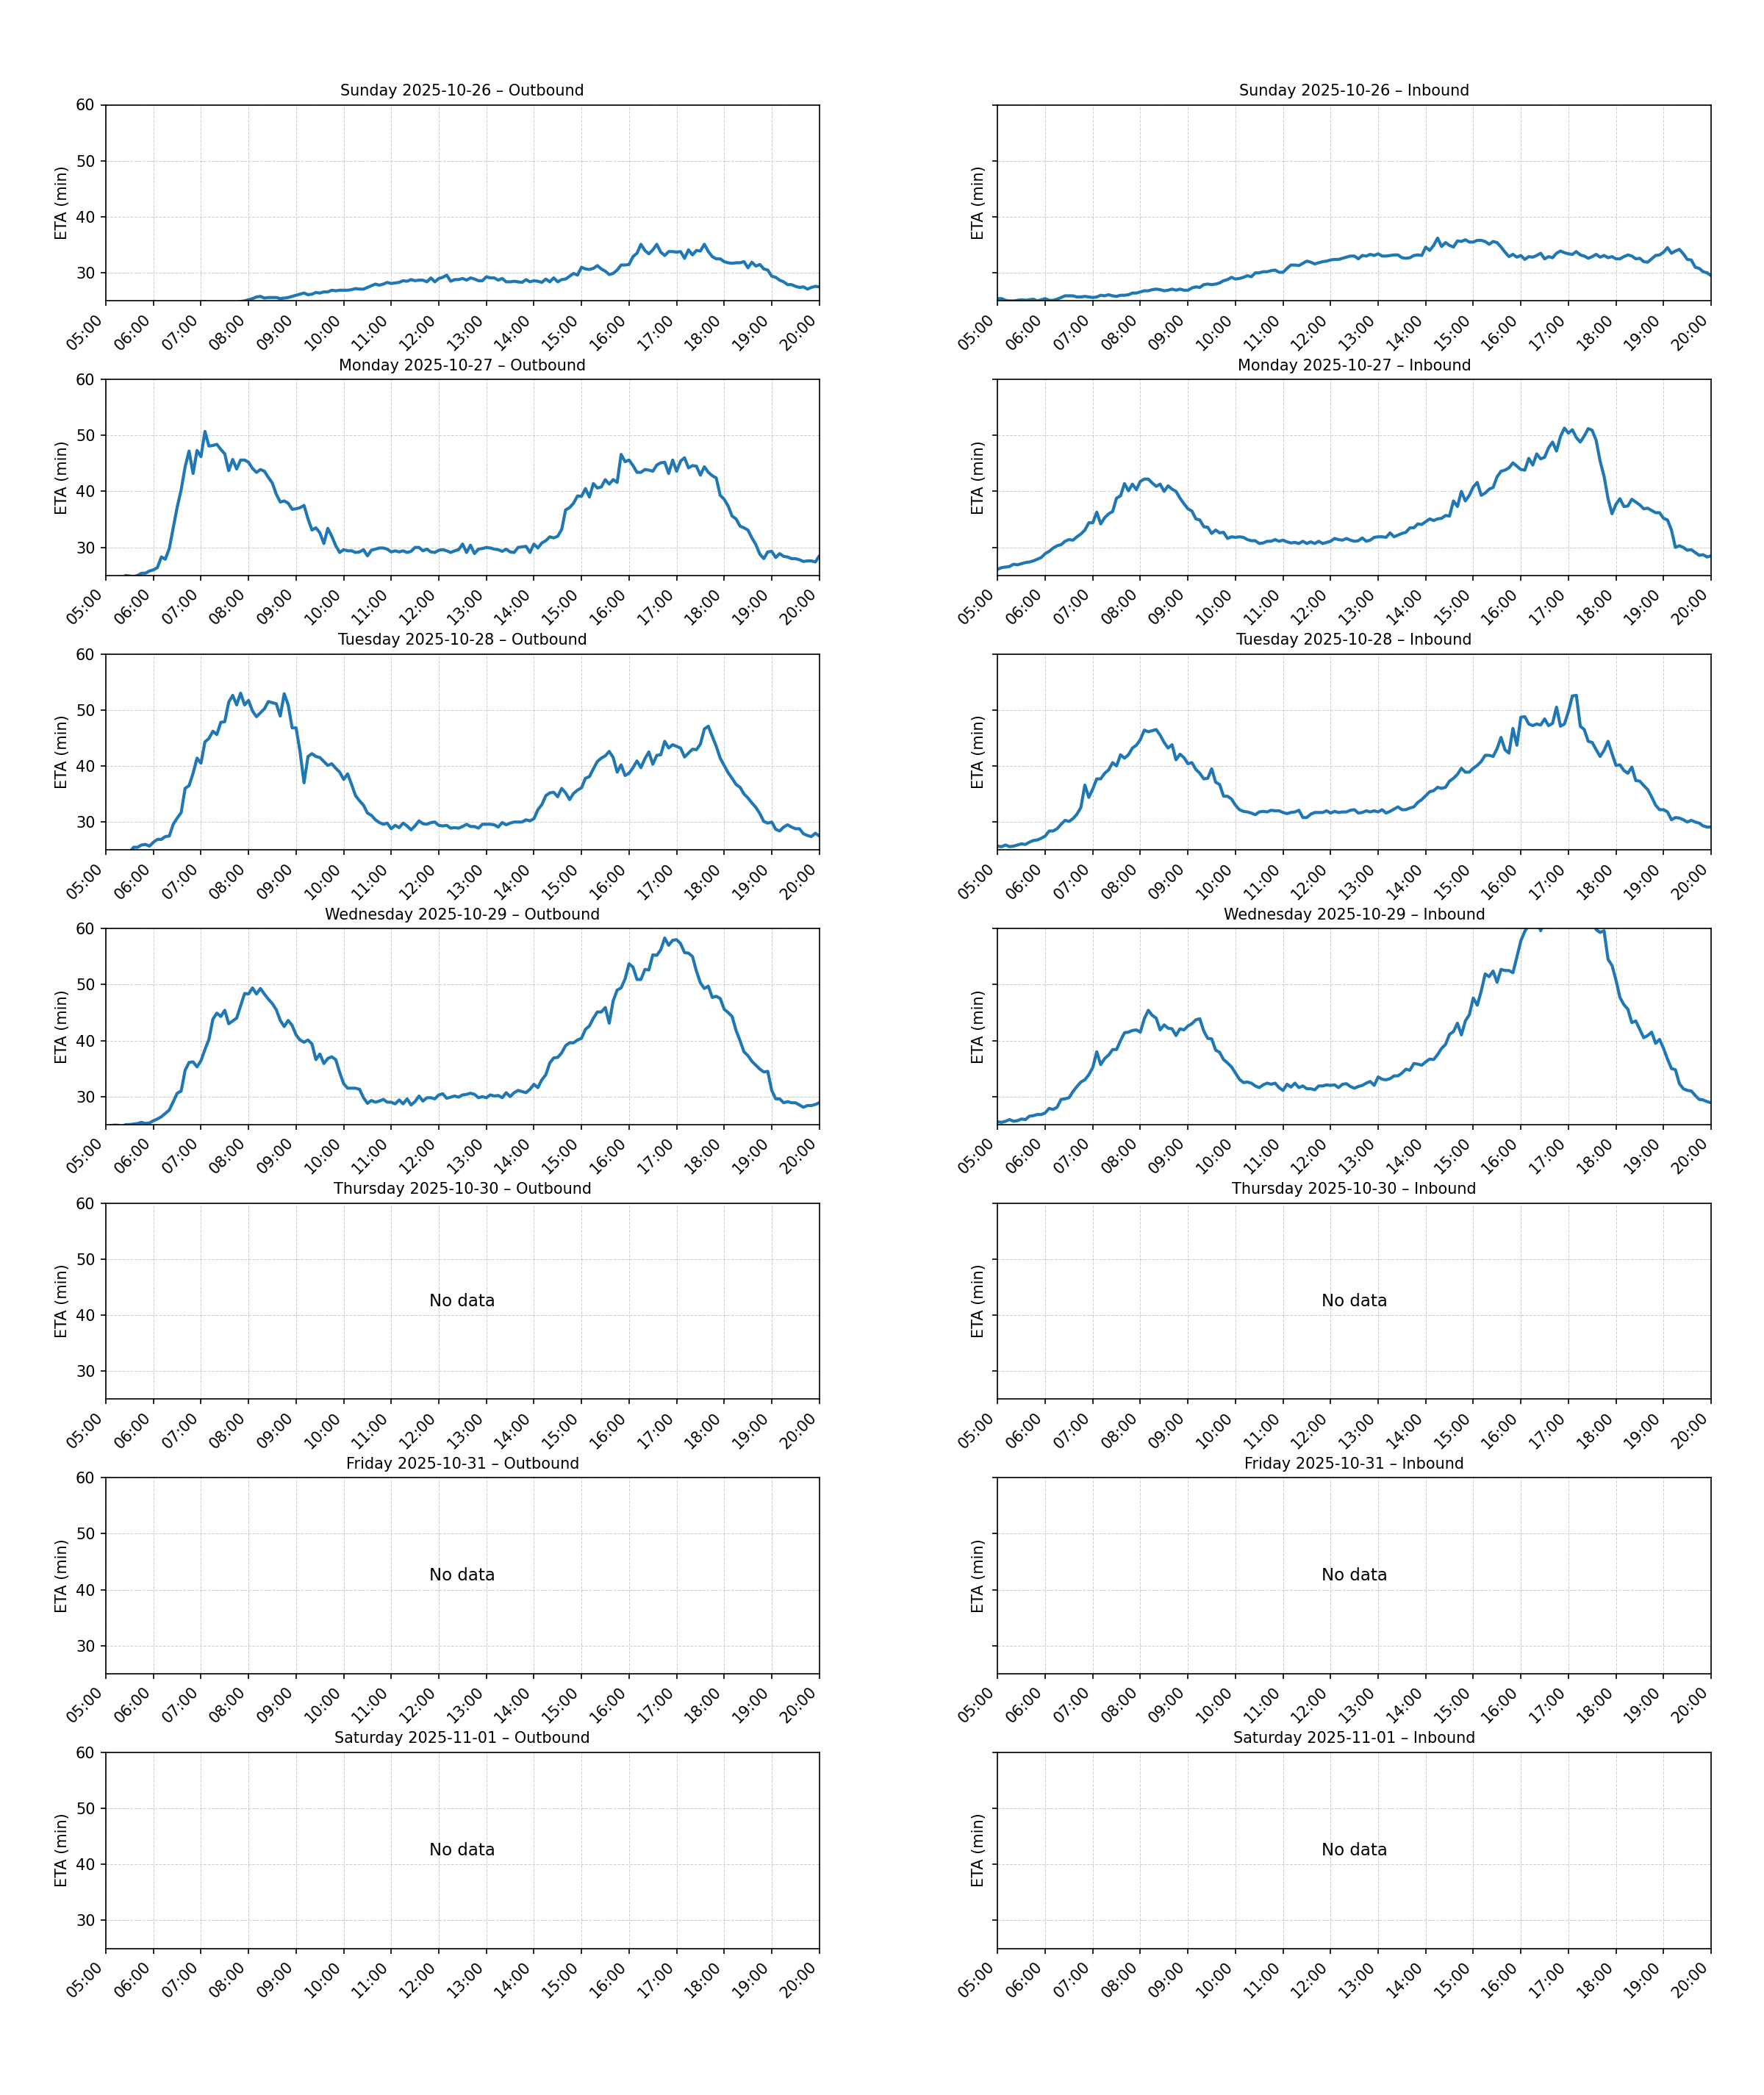 Sunday 2025-10-26 – Outbound
ETA (min)
60
50
40
30
05:00 06:00 07:00 08:00 09:00 10:00 11:00 12:00 13:00 14:00 15:00 16:00 17:00 18:00 19:00 20:00
Sunday 2025-10-26 – Inbound
ETA (min)
05:00 06:00 07:00 08:00 09:00 10:00 11:00 12:00 13:00 14:00 15:00 16:00 17:00 18:00 19:00 20:00
Monday 2025-10-27 – Outbound
ETA (min)
60
50
40
30
05:00 06:00 07:00 08:00 09:00 10:00 11:00 12:00 13:00 14:00 15:00 16:00 17:00 18:00 19:00 20:00
Monday 2025-10-27 – Inbound
ETA (min)
05:00 06:00 07:00 08:00 09:00 10:00 11:00 12:00 13:00 14:00 15:00 16:00 17:00 18:00 19:00 20:00
Tuesday 2025-10-28 – Outbound
ETA (min)
60
50
40
30
05:00 06:00 07:00 08:00 09:00 10:00 11:00 12:00 13:00 14:00 15:00 16:00 17:00 18:00 19:00 20:00
Tuesday 2025-10-28 – Inbound
ETA (min)
05:00 06:00 07:00 08:00 09:00 10:00 11:00 12:00 13:00 14:00 15:00 16:00 17:00 18:00 19:00 20:00
Wednesday 2025-10-29 – Outbound
ETA (min)
60
50
40
30
05:00 06:00 07:00 08:00 09:00 10:00 11:00 12:00 13:00 14:00 15:00 16:00 17:00 18:00 19:00 20:00
Wednesday 2025-10-29 – Inbound
ETA (min)
05:00 06:00 07:00 08:00 09:00 10:00 11:00 12:00 13:00 14:00 15:00 16:00 17:00 18:00 19:00 20:00
Thursday 2025-10-30 – Outbound
ETA (min)
60
50
40
30
No data
05:00 06:00 07:00 08:00 09:00 10:00 11:00 12:00 13:00 14:00 15:00 16:00 17:00 18:00 19:00 20:00
Thursday 2025-10-30 – Inbound
ETA (min)
No data
05:00 06:00 07:00 08:00 09:00 10:00 11:00 12:00 13:00 14:00 15:00 16:00 17:00 18:00 19:00 20:00
Friday 2025-10-31 – Outbound
ETA (min)
60
50
40
30
No data
05:00 06:00 07:00 08:00 09:00 10:00 11:00 12:00 13:00 14:00 15:00 16:00 17:00 18:00 19:00 20:00
Friday 2025-10-31 – Inbound
ETA (min)
No data
05:00 06:00 07:00 08:00 09:00 10:00 11:00 12:00 13:00 14:00 15:00 16:00 17:00 18:00 19:00 20:00
Saturday 2025-11-01 – Outbound
ETA (min)
60
50
40
30
No data
05:00 06:00 07:00 08:00 09:00 10:00 11:00 12:00 13:00 14:00 15:00 16:00 17:00 18:00 19:00 20:00
Saturday 2025-11-01 – Inbound
ETA (min)
No data
05:00 06:00 07:00 08:00 09:00 10:00 11:00 12:00 13:00 14:00 15:00 16:00 17:00 18:00 19:00 20:00